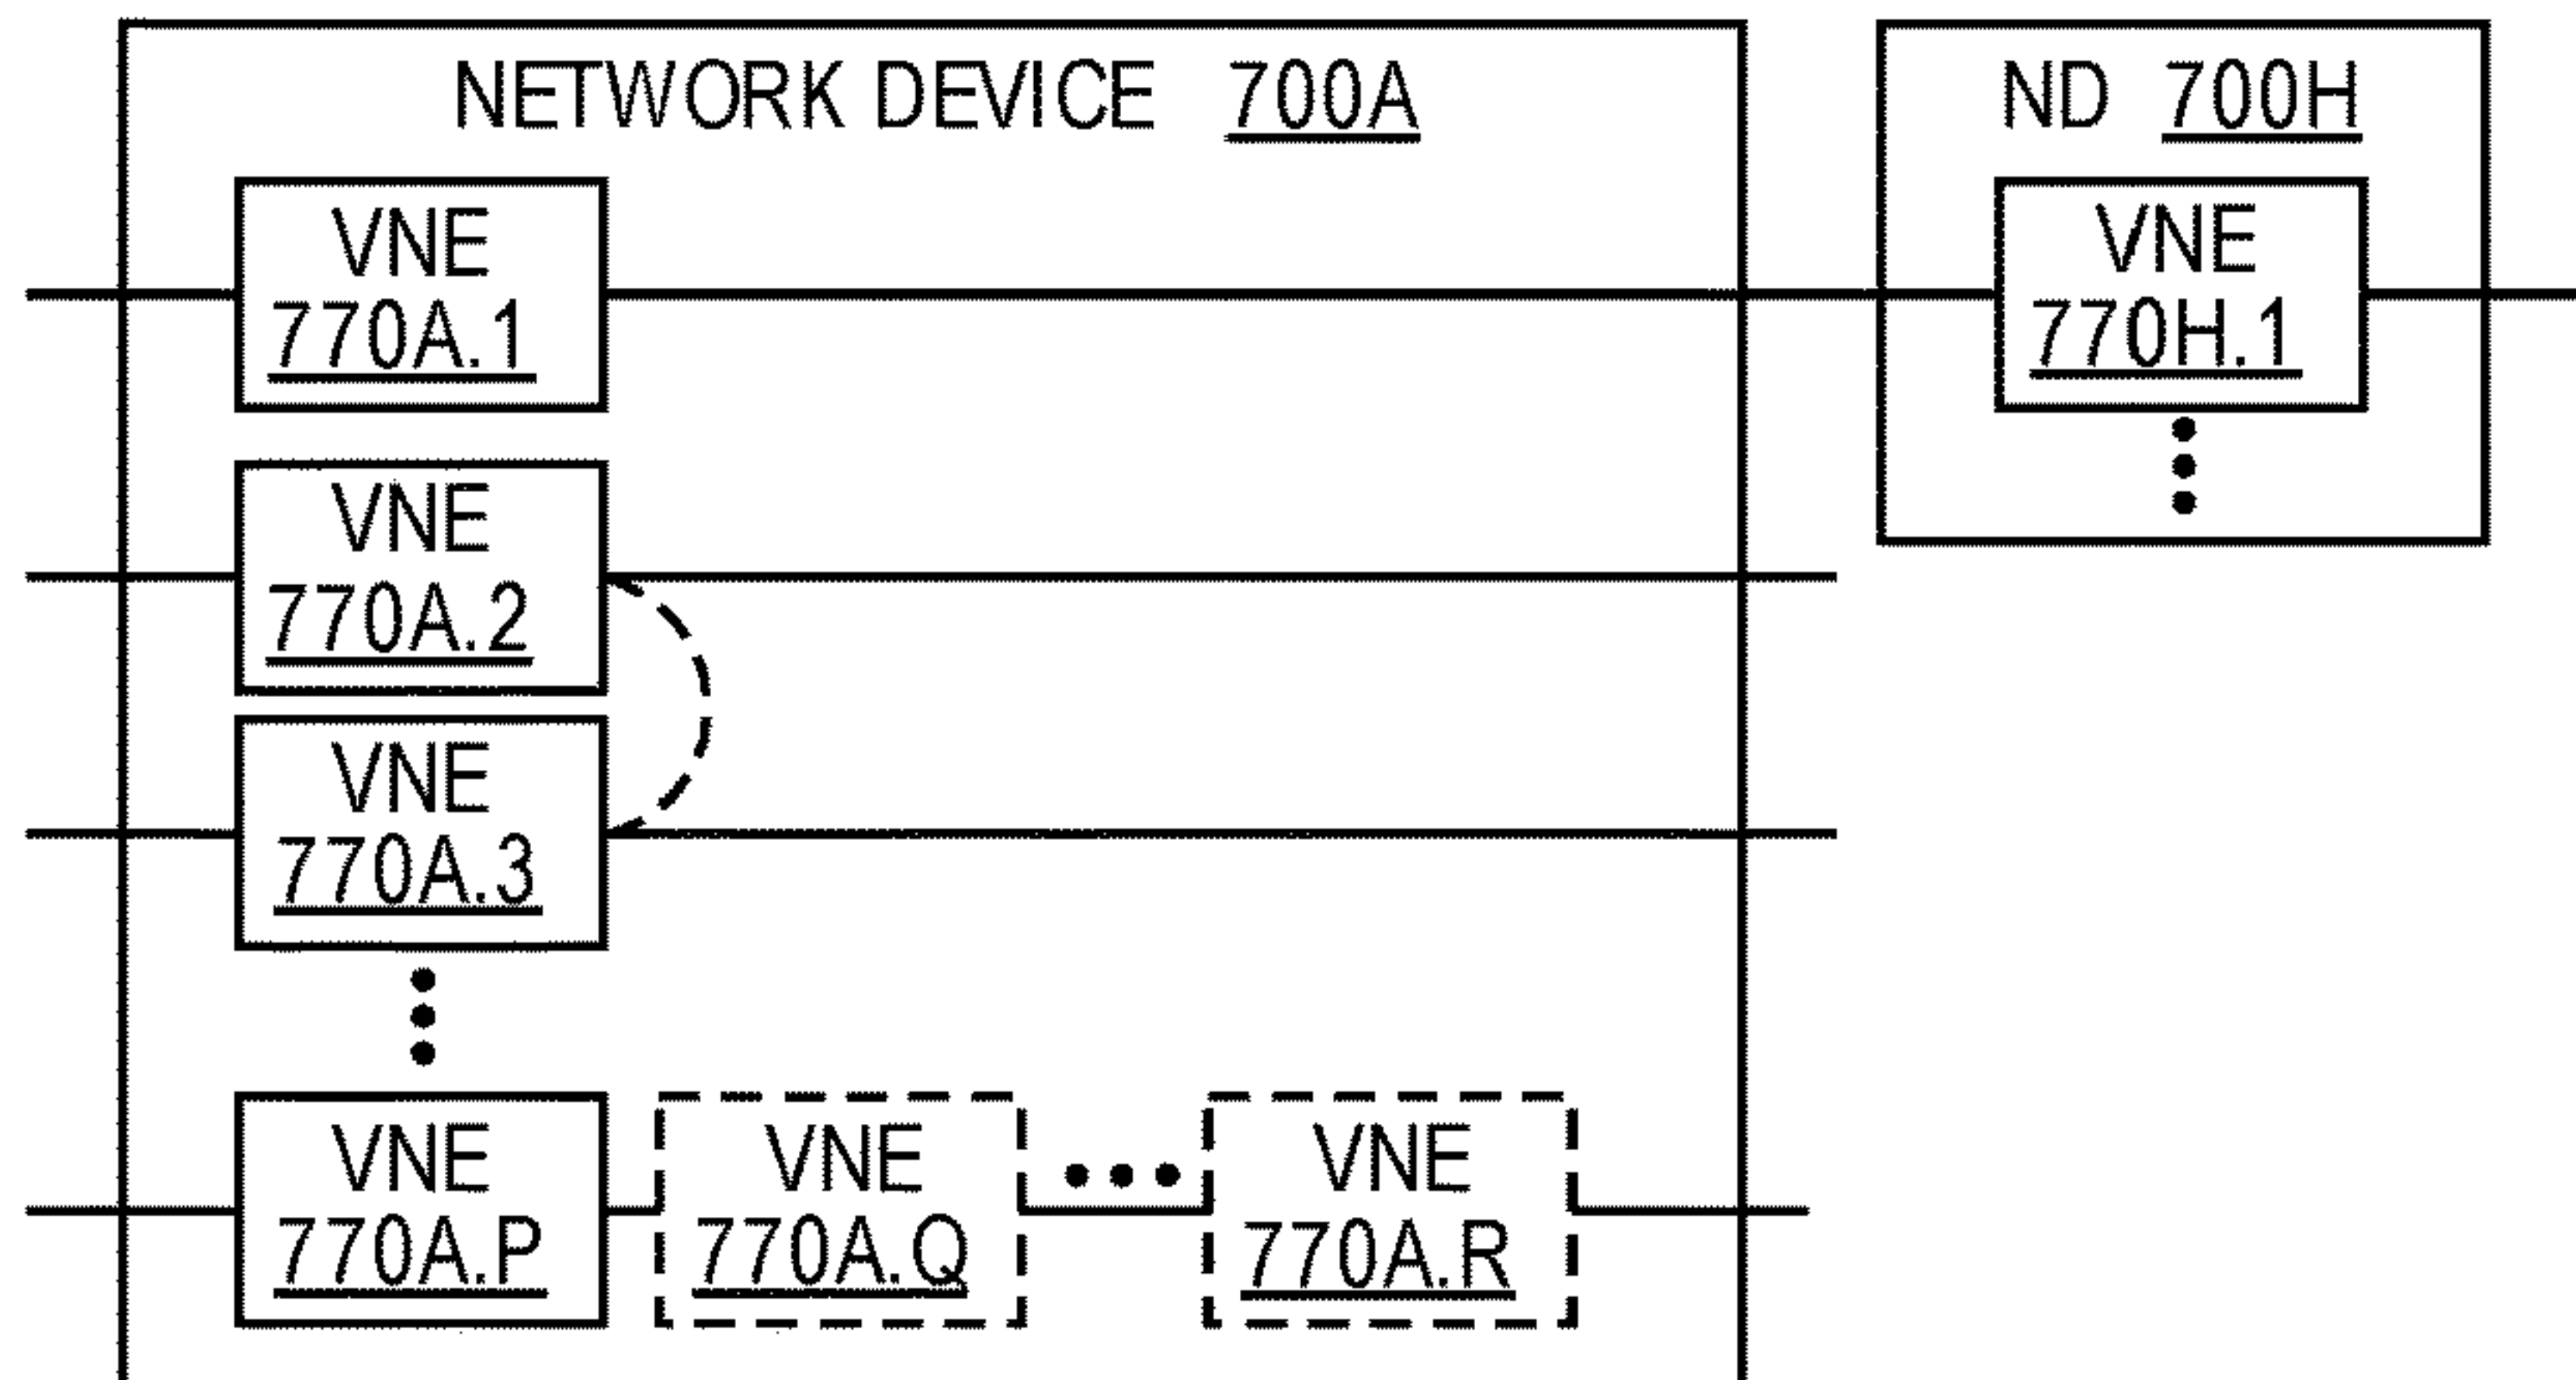 NETWORK DEVICE 700A
ND 700H
VNE
770A.1
VNE
770H.1
VNE
770A.2
VNE
770A.3
VNE
770A.P
VNE
770A.Q
VNE
770A.R